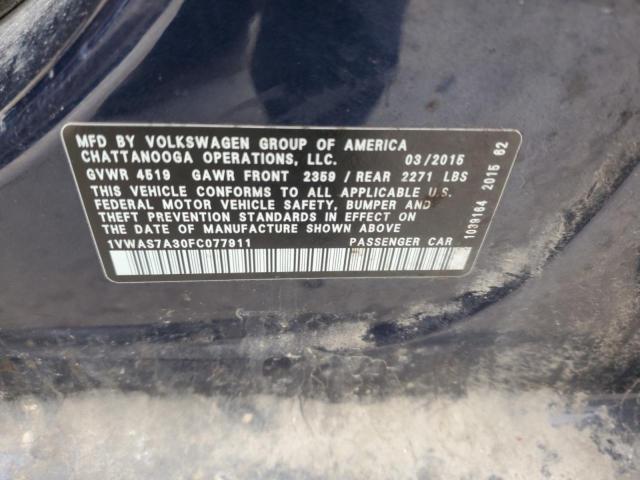 MFD BY VOLKSWAGEN GROUP OF AMERICA
CHATTANOOGA OPERATIONS, LLC. 03/2015
GVWR 4519 GAWR FRONT 2359 / REAR 2271 LBS
THIS VEHICLE CONFORMS TO ALL APPLICABLE U.S.
FEDERAL MOTOR VEHICLE SAFETY, BUMPER AND
THEFT PREVENTION STANDARDS IN EFFECT ON
THE DATE OF MANUFACTURE SHOWN ABOVE
1VWAS7A30FC077911 PASSENGER CAR
1039164 2015 62